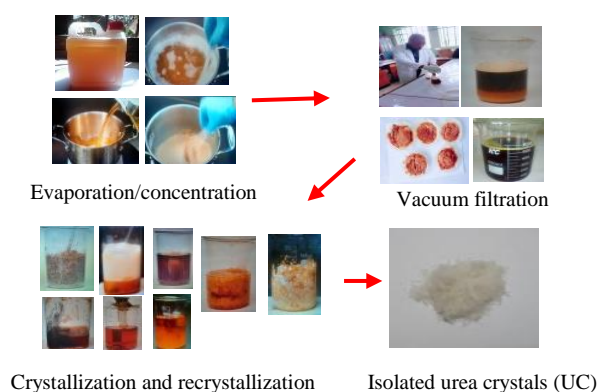 Evaporation/concentration
Vacuum filtration
Crystallization and recrystallization
Isolated urea crystals (UC)